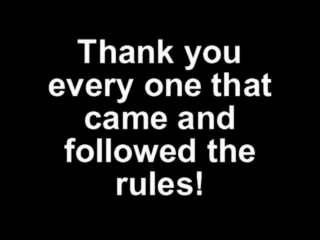 Thank you
every one that
came and
followed the
rules!